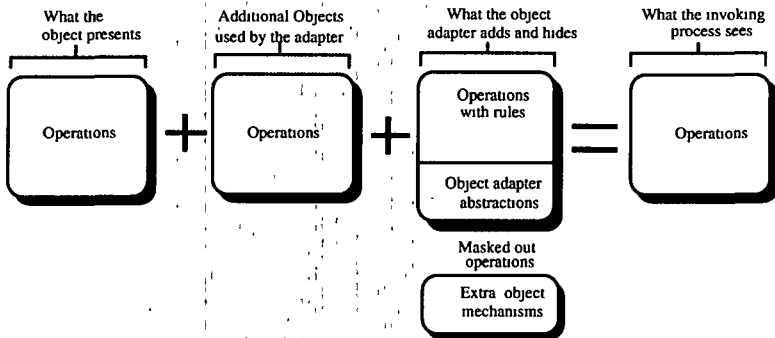 What the
object presents
Additional Objects
used by the adapter
What the object
adapter adds and hides
What the invoking
process sees
Operations
Operations
Operations
with rules
Object adapter
abstractions
Operations
Masked out
operations
Extra object
mechanisms